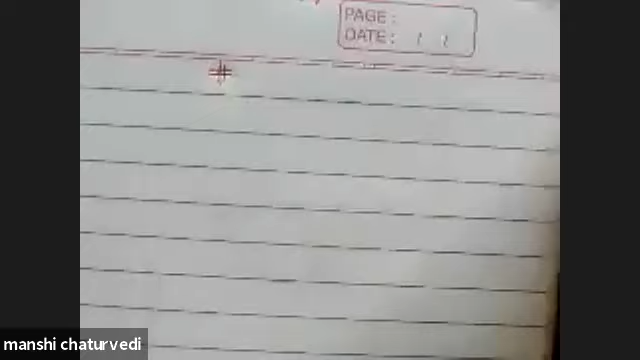 PAGE :
DATE : / /
#
manshi chaturvedi